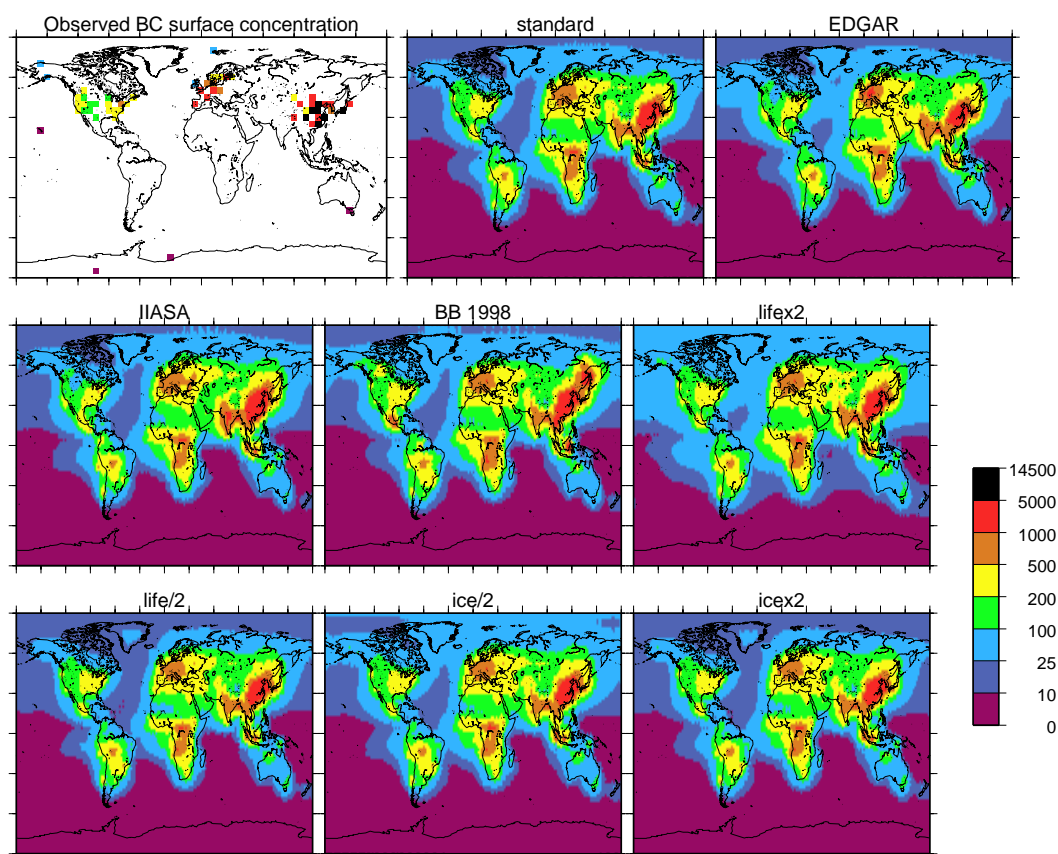 Observed BC surface concentration
standard
EDGAR
IIASA
BB 1998
lifex2
14500
5000
1000
500
200
100
25
10
0
life/2
ice/2
icex2